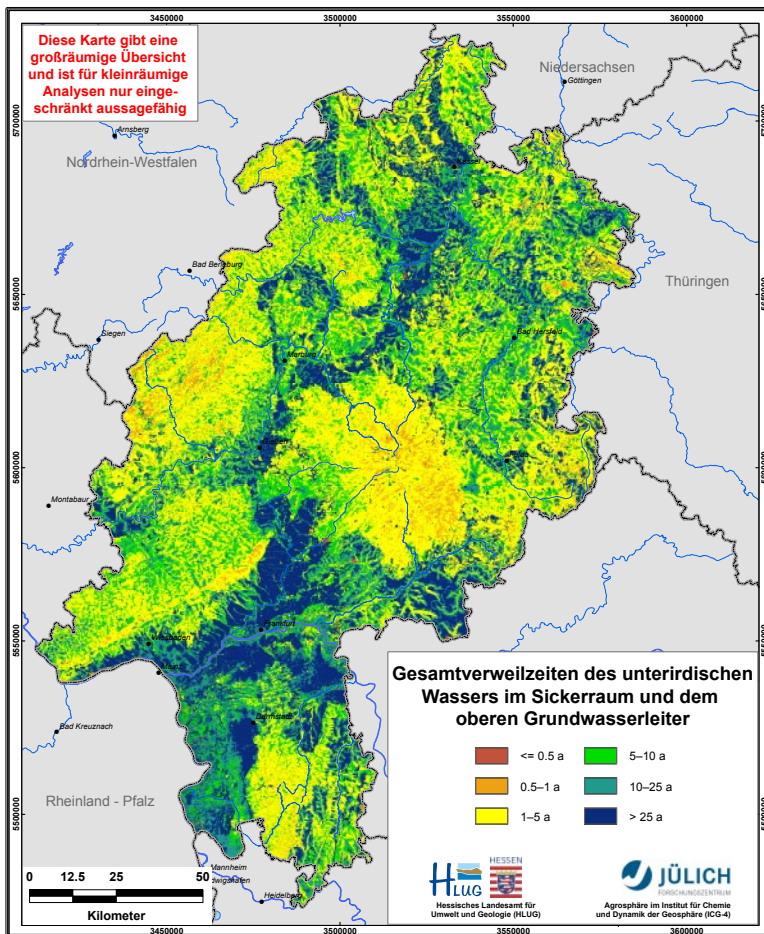 3450000 3500000 3550000 3600000
Diese Karte gibt eine
großräumige Übersicht
und ist für kleinräumige
Analysen nur einge-
schränkt aussagefähig
Niedersachsen
Göttingen
5700000
5700000
Arnsberg
Nordrhein-Westfalen
Kassel
Bad Berleburg
Thüringen
5650000
5650000
Siegen
Bad Hersfeld
Marburg
Gießen
Fulda
5600000
5600000
Montabaur
Frankfurt
Wiesbaden
5550000
5550000
Mainz
Darmstadt
Bad Kreuznach
Rheinland - Pfalz
5500000
5500000
Gesamtverweilzeiten des unterirdischen
Wassers im Sickerraum und dem
oberen Grundwasserleiter
<= 0.5 a
5–10 a
0.5–1 a
10–25 a
1–5 a
> 25 a
Mannheim
Heidelberg
0 12.5 25 50
Kilometer
HLUG
HESSEN
Hessisches Landesamt für
Umwelt und Geologie (HLUG)
JÜLICH
FORSCHUNGSZENTRUM
Agrosphäre im Institut für Chemie
und Dynamik der Geosphäre (ICG-4)
3450000 3500000 3550000 3600000